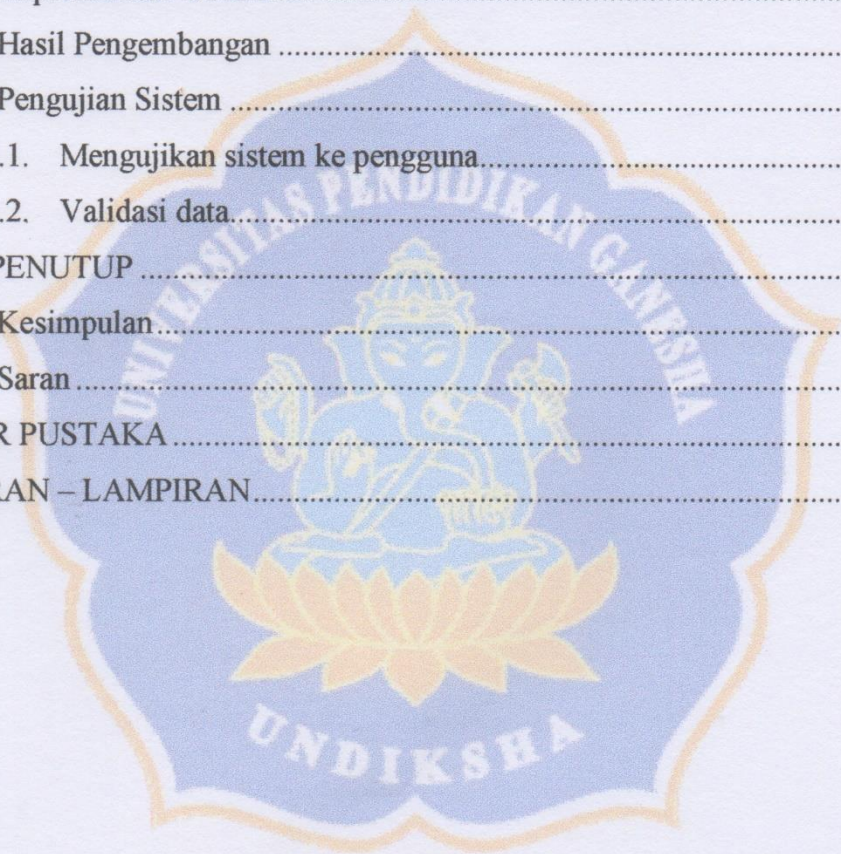 Hasil Pengembangan ........................................
Pengujian Sistem ........................................
.1. Mengujikan sistem ke pengguna........................................
.2. Validasi data........................................
PENUTUP ........................................
Kesimpulan ........................................
Saran ........................................
R PUSTAKA ........................................
RAN – LAMPIRAN........................................
UNIVERSITAS PENDIDIKAN GANESHA
UNDIKSHA